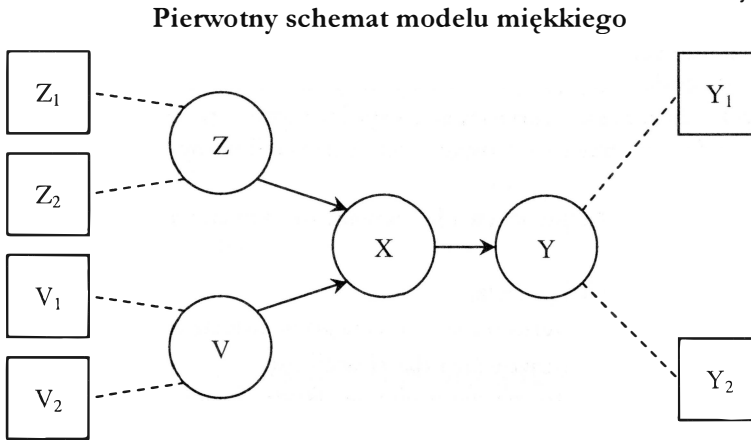 Pierwotny schemat modelu miękkiego
Z₁
Z₂
V₁
V₂
Z
V
X
Y
Y₁
Y₂